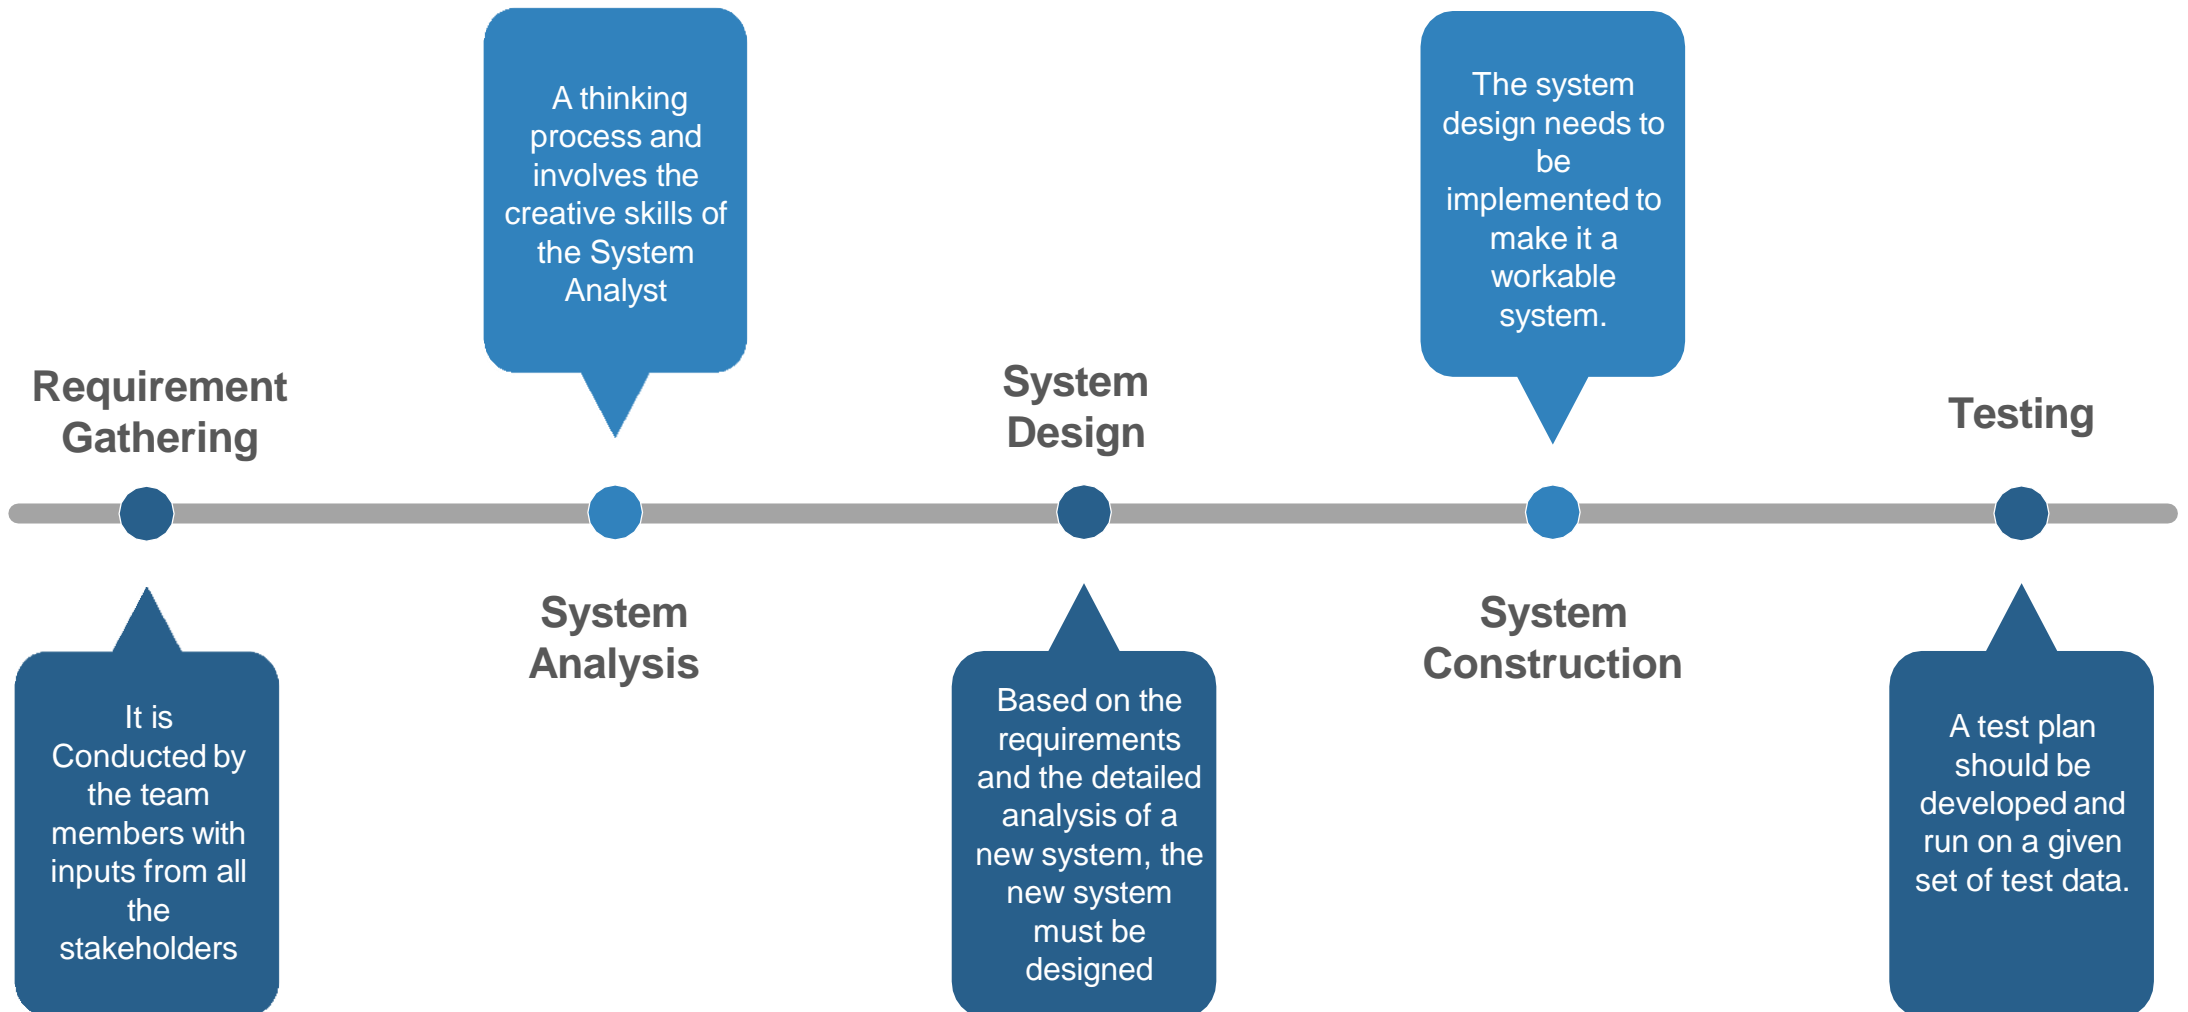 Requirement
Gathering
It is
Conducted by
the team
members with
inputs from all
the
stakeholders
A thinking
process and
involves the
creative skills of
the System
Analyst
System
Analysis
System
Design
Based on the
requirements
and the detailed
analysis of a
new system, the
new system
must be
designed
The system
design needs to
be
implemented to
make it a
workable
system.
System
Construction
Testing
A test plan
should be
developed and
run on a given
set of test data.